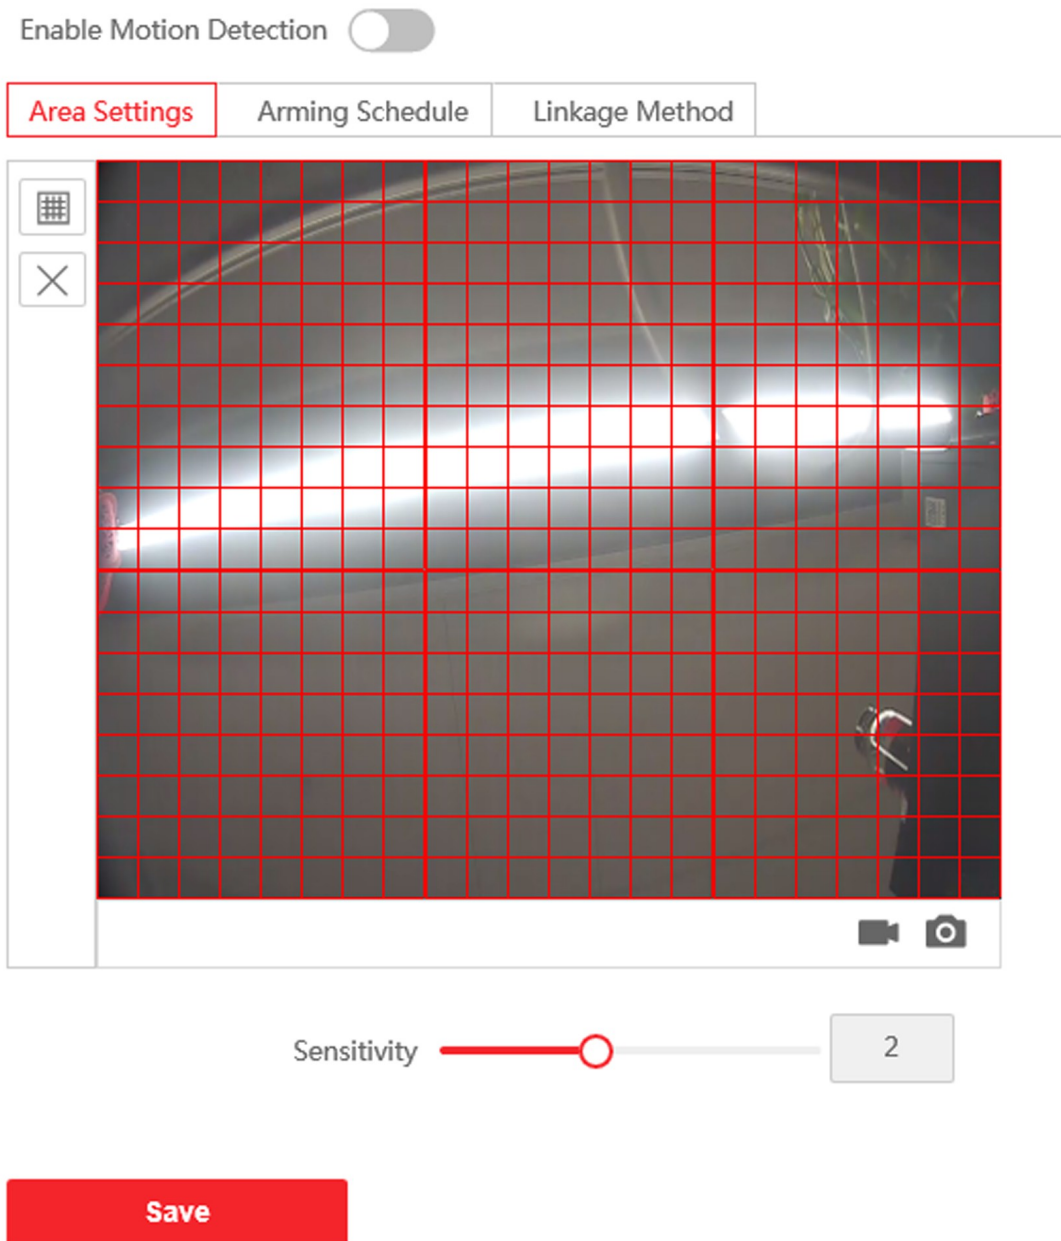 Enable Motion Detection
Area Settings
Arming Schedule
Linkage Method
Sensitivity
2
Save